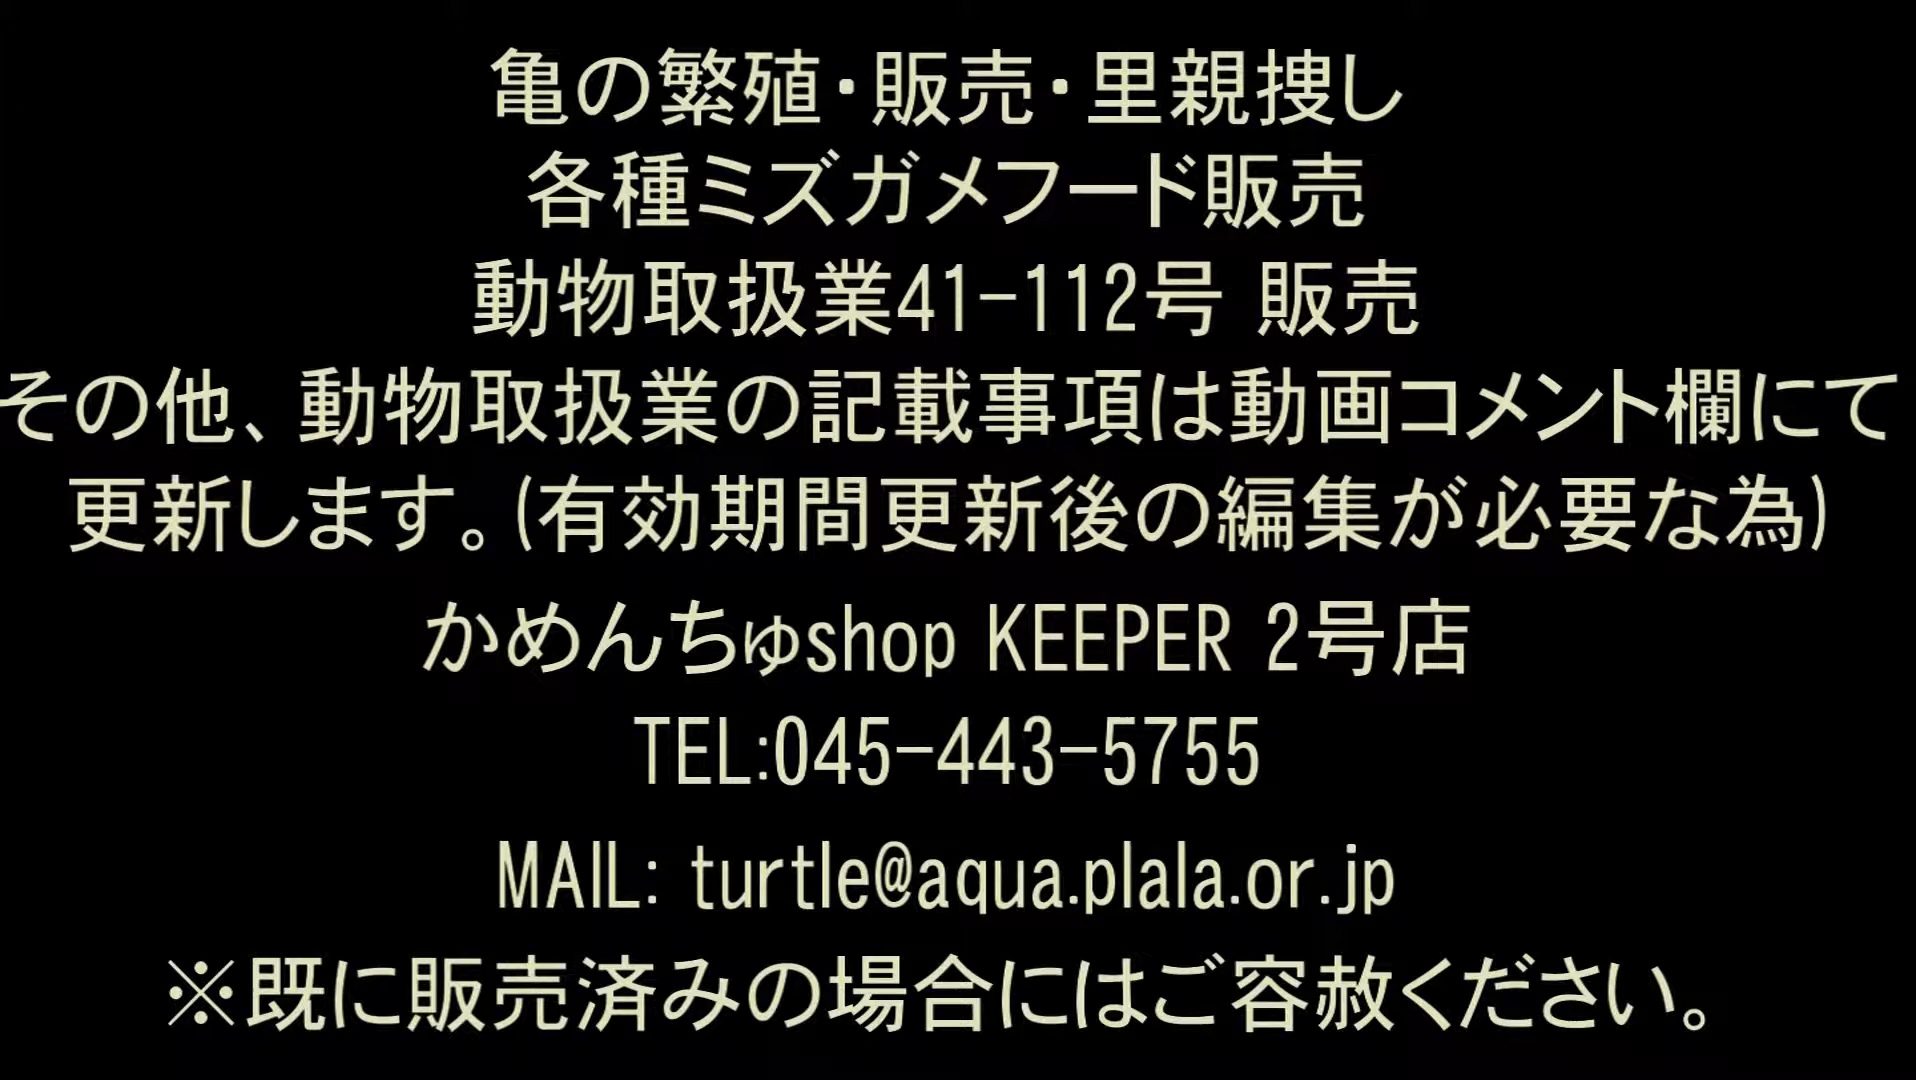 亀の繁殖・販売・里親捜し
各種ミズガメフード販売
動物取扱業41-112号 販売
その他、動物取扱業の記載事項は動画コメント欄にて
更新します。(有効期間更新後の編集が必要な為)
かめんちゅshop KEEPER 2号店
TEL:045-443-5755
MAIL: turtle@aqua.plala.or.jp
※既に販売済みの場合にはご容赦ください。